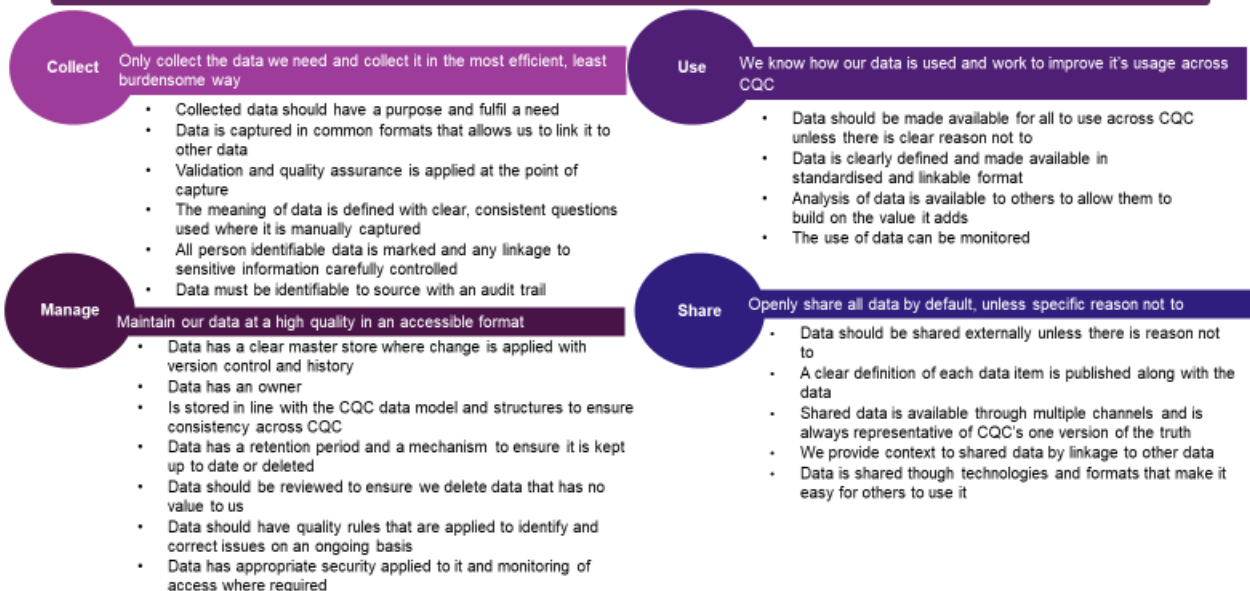 Collect
Only collect the data we need and collect it in the most efficient, least
burdensome way
• Collected data should have a purpose and fulfil a need
• Data is captured in common formats that allows us to link it to
other data
• Validation and quality assurance is applied at the point of
capture
• The meaning of data is defined with clear, consistent questions
used where it is manually captured
• All person identifiable data is marked and any linkage to
sensitive information carefully controlled
• Data must be identifiable to source with an audit trail
Manage
Maintain our data at a high quality in an accessible format
• Data has a clear master store where change is applied with
version control and history
• Data has an owner
• Is stored in line with the CQC data model and structures to ensure
consistency across CQC
• Data has a retention period and a mechanism to ensure it is kept
up to date or deleted
• Data should be reviewed to ensure we delete data that has no
value to us
• Data should have quality rules that are applied to identify and
correct issues on an ongoing basis
• Data has appropriate security applied to it and monitoring of
access where required
Use
We know how our data is used and work to improve it's usage across
CQC
• Data should be made available for all to use across CQC
unless there is clear reason not to
• Data is clearly defined and made available in
standardised and linkable format
• Analysis of data is available to others to allow them to
build on the value it adds
• The use of data can be monitored
Share
Openly share all data by default, unless specific reason not to
• Data should be shared externally unless there is reason not
to
• A clear definition of each data item is published along with the
data
• Shared data is available through multiple channels and is
always representative of CQC's one version of the truth
• We provide context to shared data by linkage to other data
• Data is shared though technologies and formats that make it
easy for others to use it